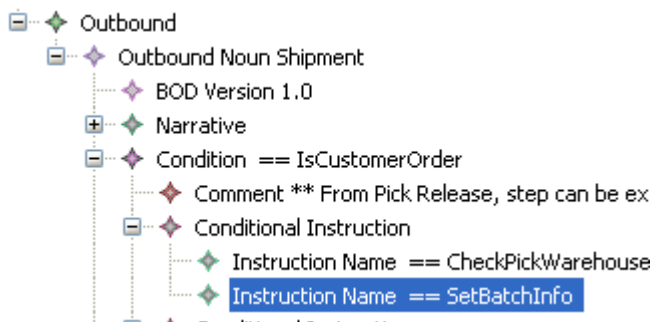 Outbound
Outbound Noun Shipment
BOD Version 1.0
Narrative
Condition == IsCustomerOrder
Comment ** From Pick Release, step can be ex
Conditional Instruction
Instruction Name == CheckPickWarehouse
Instruction Name == SetBatchInfo